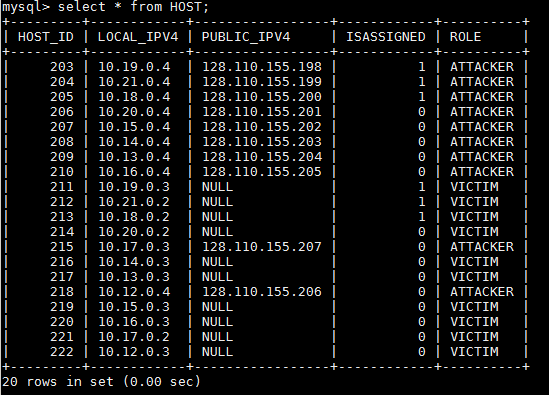 mysql> select * from HOST;
+---------+------------+-----------------+------------+----------+
| HOST_ID | LOCAL_IPV4 | PUBLIC_IPV4     | ISASSIGNED | ROLE     |
+---------+------------+-----------------+------------+----------+
|     203 | 10.19.0.4  | 128.110.155.198 |          1 | ATTACKER |
|     204 | 10.21.0.4  | 128.110.155.199 |          1 | ATTACKER |
|     205 | 10.18.0.4  | 128.110.155.200 |          1 | ATTACKER |
|     206 | 10.20.0.4  | 128.110.155.201 |          0 | ATTACKER |
|     207 | 10.15.0.4  | 128.110.155.202 |          0 | ATTACKER |
|     208 | 10.14.0.4  | 128.110.155.203 |          0 | ATTACKER |
|     209 | 10.13.0.4  | 128.110.155.204 |          0 | ATTACKER |
|     210 | 10.16.0.4  | 128.110.155.205 |          0 | ATTACKER |
|     211 | 10.19.0.3  | NULL            |          1 | VICTIM   |
|     212 | 10.21.0.2  | NULL            |          1 | VICTIM   |
|     213 | 10.18.0.2  | NULL            |          1 | VICTIM   |
|     214 | 10.20.0.2  | NULL            |          0 | VICTIM   |
|     215 | 10.17.0.3  | 128.110.155.207 |          0 | ATTACKER |
|     216 | 10.14.0.3  | NULL            |          0 | VICTIM   |
|     217 | 10.13.0.3  | NULL            |          0 | VICTIM   |
|     218 | 10.12.0.4  | 128.110.155.206 |          0 | ATTACKER |
|     219 | 10.15.0.3  | NULL            |          0 | VICTIM   |
|     220 | 10.16.0.3  | NULL            |          0 | VICTIM   |
|     221 | 10.17.0.2  | NULL            |          0 | VICTIM   |
|     222 | 10.12.0.3  | NULL            |          0 | VICTIM   |
+---------+------------+-----------------+------------+----------+
20 rows in set (0.00 sec)